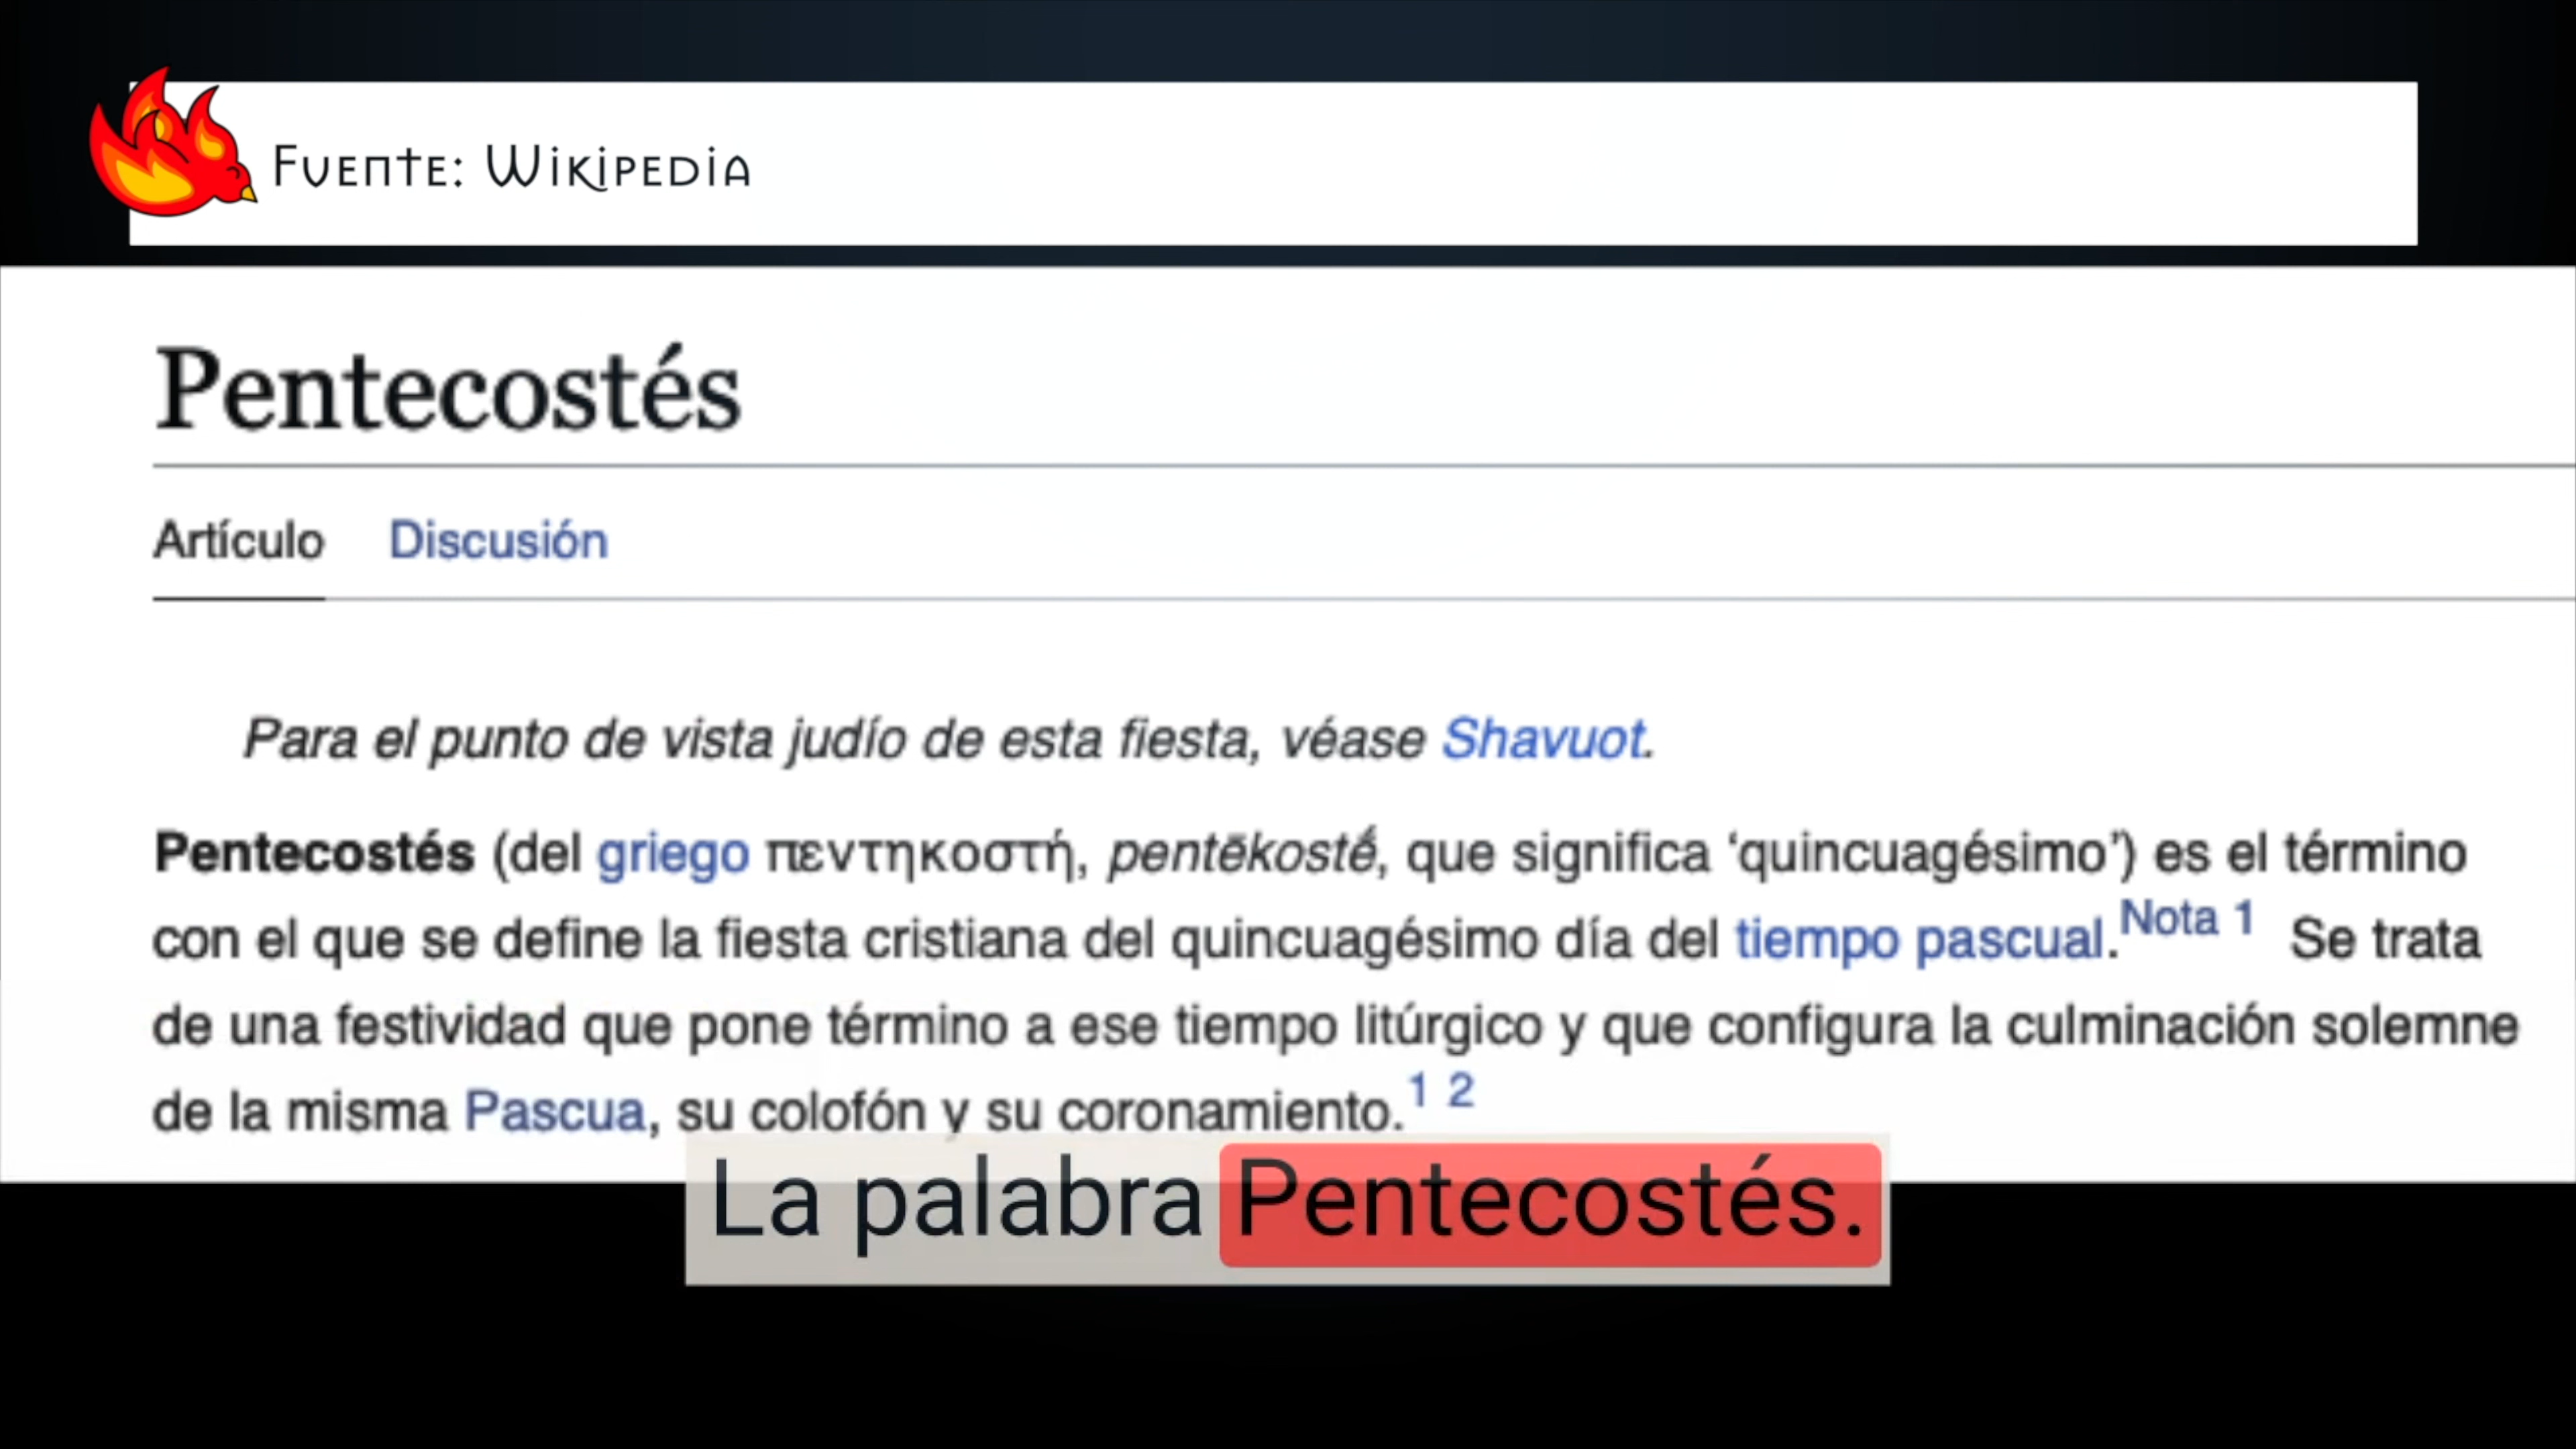 Fuente: Wikipedia
Pentecostés
Artículo Discusión
Para el punto de vista judío de esta fiesta, véase Shavuot.
Pentecostés (del griego πεντηκοστή, pentēkostḗ, que significa ‘quincuagésimo’) es el término
con el que se define la fiesta cristiana del quincuagésimo día del tiempo pascual.Nota 1 Se trata
de una festividad que pone término a ese tiempo litúrgico y que configura la culminación solemne
de la misma Pascua, su colofón y su coronamiento.1 2
La palabra Pentecostés.